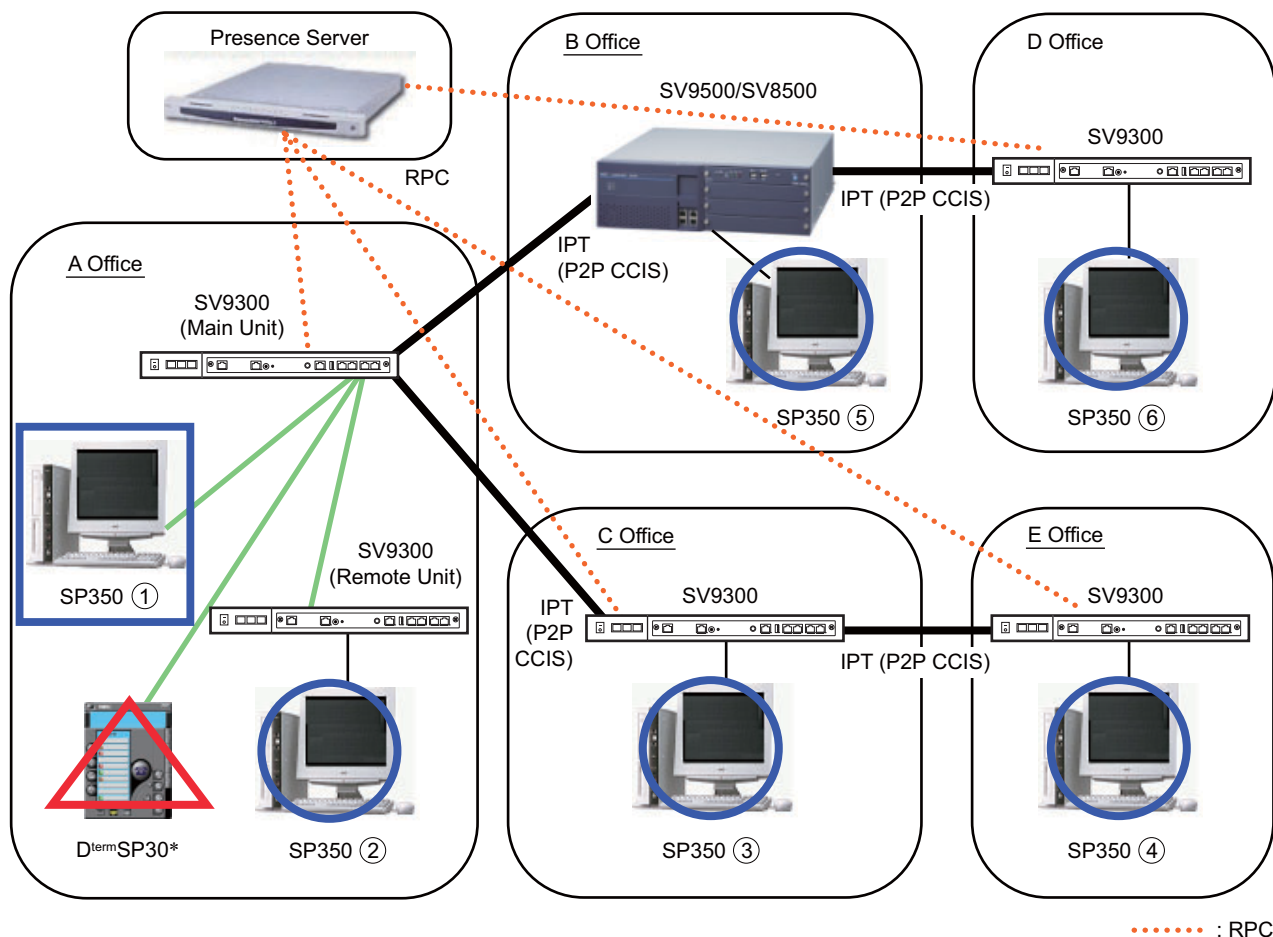 Presence Server
RPC
B Office
SV9500/SV8500
IPT (P2P CCIS)
IPT
(P2P CCIS)
SP350 ⑤
D Office
SV9300
SP350 ⑥
A Office
SV9300
(Main Unit)
SP350 ①
SV9300
(Remote Unit)
DtermSP30*
SP350 ②
C Office
SV9300
IPT
(P2P
CCIS)
IPT (P2P CCIS)
SP350 ③
E Office
SV9300
SP350 ④
: RPC